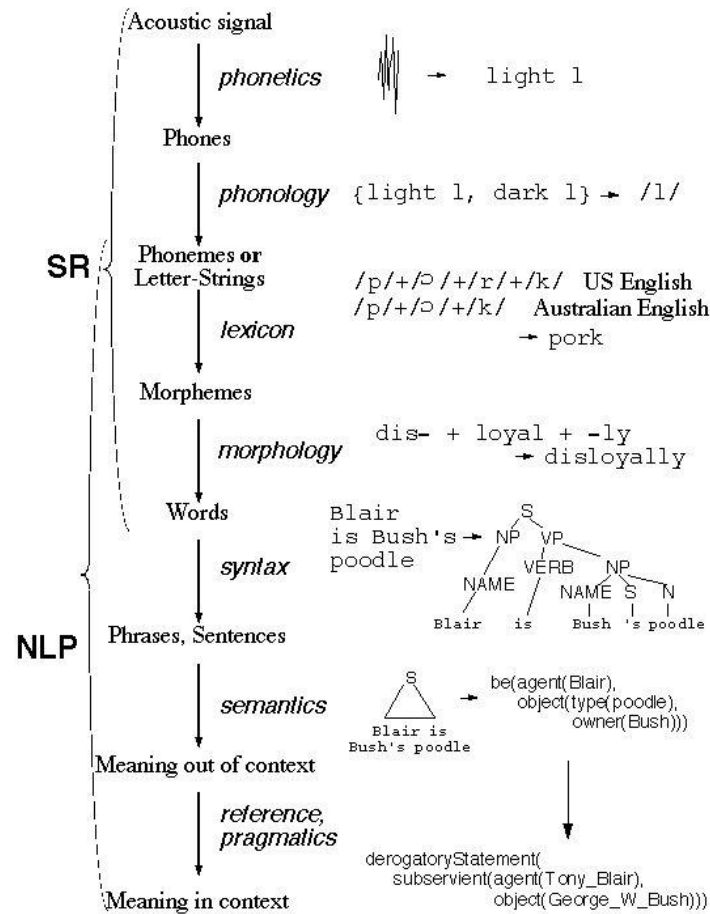 Acoustic signal
phonetics
light l
Phones
phonology
{light l, dark l} → /l/
SR
Phonemes or
Letter-Strings
/p/+/ɔ/+/r/+/k/ US English
/p/+/ɔ/+/k/ Australian English
→ pork
lexicon
Morphemes
morphology
dis- + loyal + -ly
→ disloyally
Words
Blair
is Bush's →
poodle
S
NP VP
VERB NP
NAME NAME S N
Blair is Bush 's poodle
syntax
Phrases, Sentences
NLP
semantics
S
Blair is
Bush's poodle
→
be(agent(Blair),
object(type(poodle),
owner(Bush)))
Meaning out of context
reference,
pragmatics
derogatoryStatement(
subservient(agent(Tony_Blair),
object(George_W_Bush)))
Meaning in context